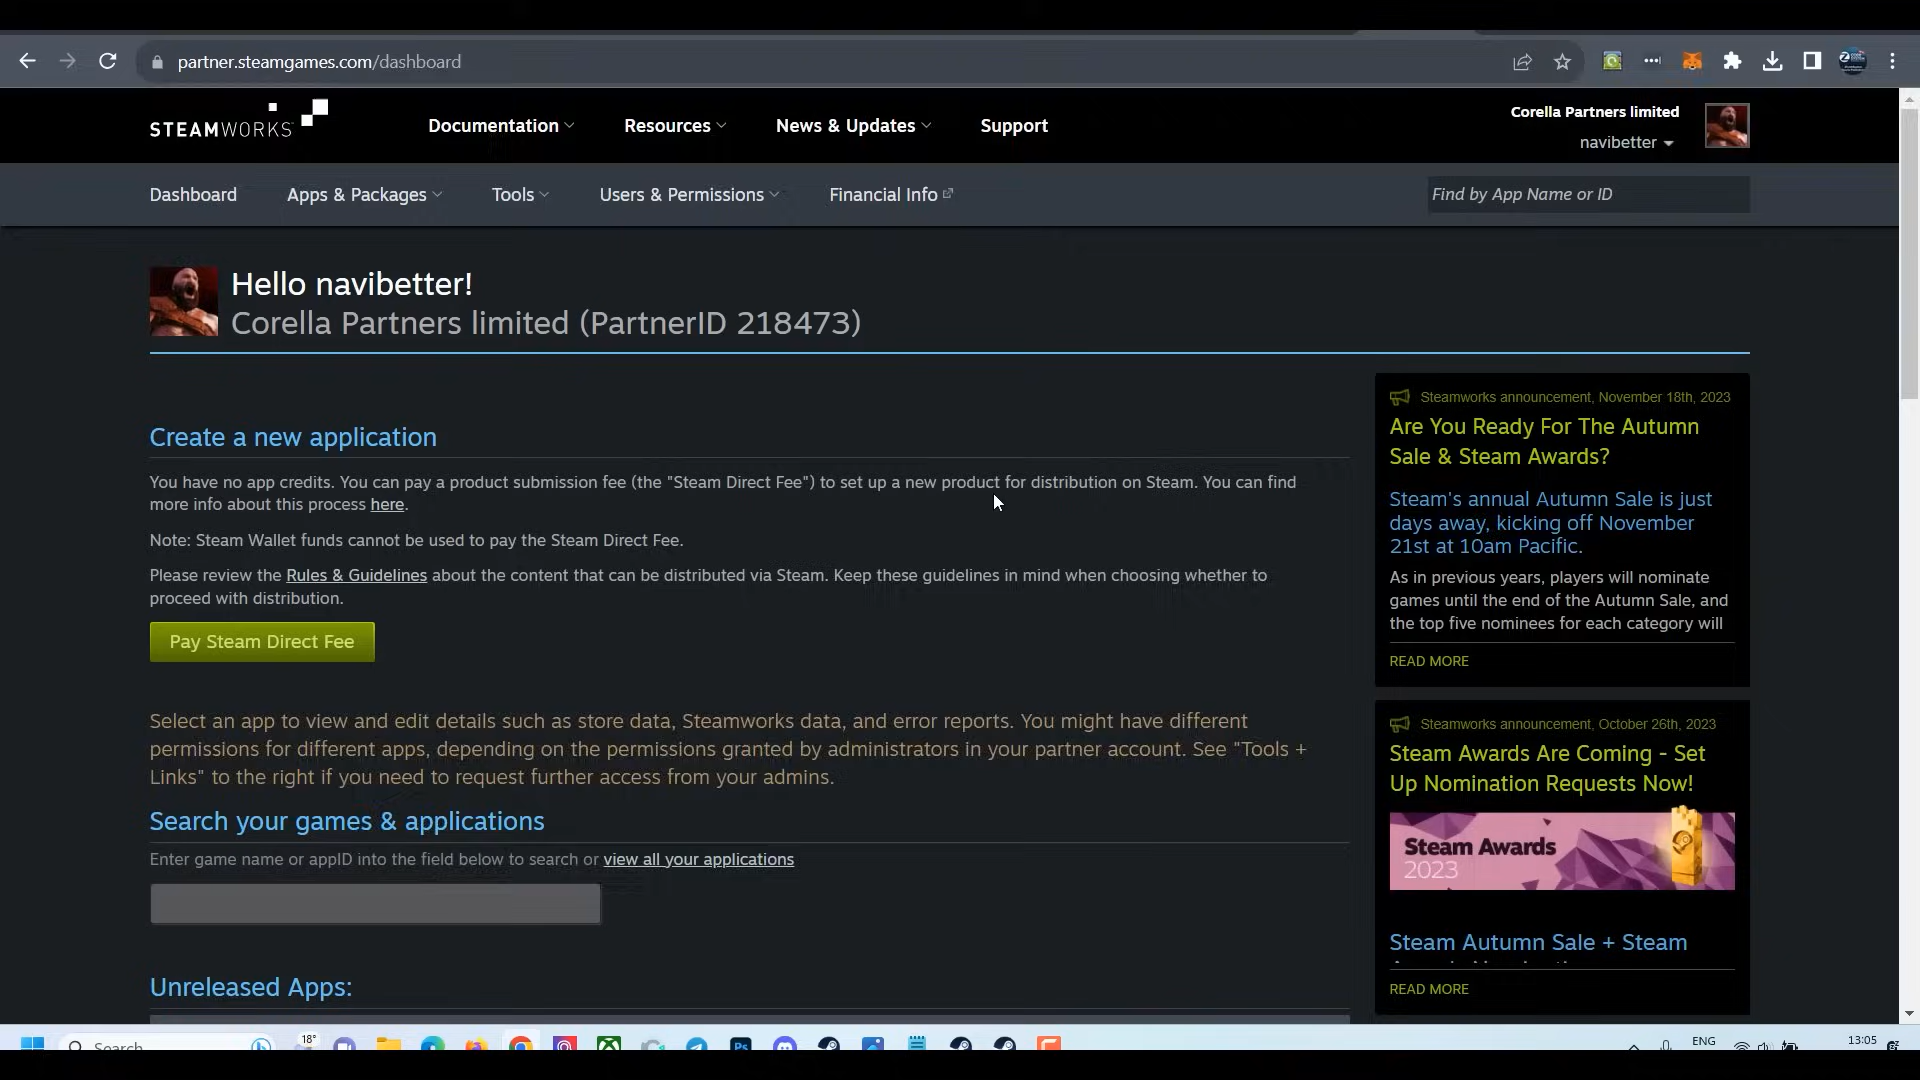 partner.steamgames.com/dashboard
STEAMWORKS
Documentation
Resources
News & Updates
Support
Corella Partners limited
navibetter
Dashboard
Apps & Packages
Tools
Users & Permissions
Financial Info
Find by App Name or ID
Hello navibetter!
Corella Partners limited (PartnerID 218473)
Create a new application
You have no app credits. You can pay a product submission fee (the "Steam Direct Fee") to set up a new product for distribution on Steam. You can find
more info about this process here.
Note: Steam Wallet funds cannot be used to pay the Steam Direct Fee.
Please review the Rules & Guidelines about the content that can be distributed via Steam. Keep these guidelines in mind when choosing whether to
proceed with distribution.
Pay Steam Direct Fee
Select an app to view and edit details such as store data, Steamworks data, and error reports. You might have different
permissions for different apps, depending on the permissions granted by administrators in your partner account. See "Tools +
Links" to the right if you need to request further access from your admins.
Search your games & applications
Enter game name or appID into the field below to search or view all your applications
Unreleased Apps:
Steamworks announcement, November 18th, 2023
Are You Ready For The Autumn
Sale & Steam Awards?
Steam's annual Autumn Sale is just
days away, kicking off November
21st at 10am Pacific.
As in previous years, players will nominate
games until the end of the Autumn Sale, and
the top five nominees for each category will
READ MORE
Steamworks announcement, October 26th, 2023
Steam Awards Are Coming - Set
Up Nomination Requests Now!
Steam Awards
2023
Steam Autumn Sale + Steam
READ MORE
Search
18°
Ps
ENG
13:05